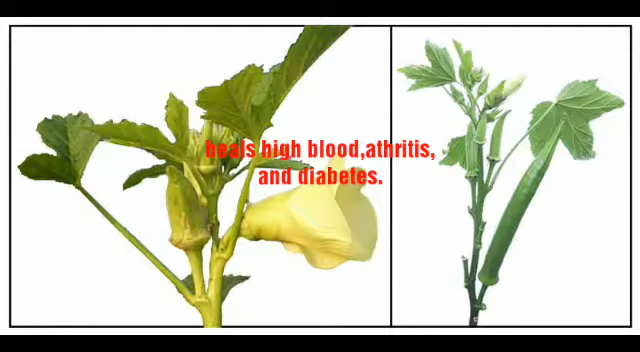 heals high blood,athritis,
and diabetes.